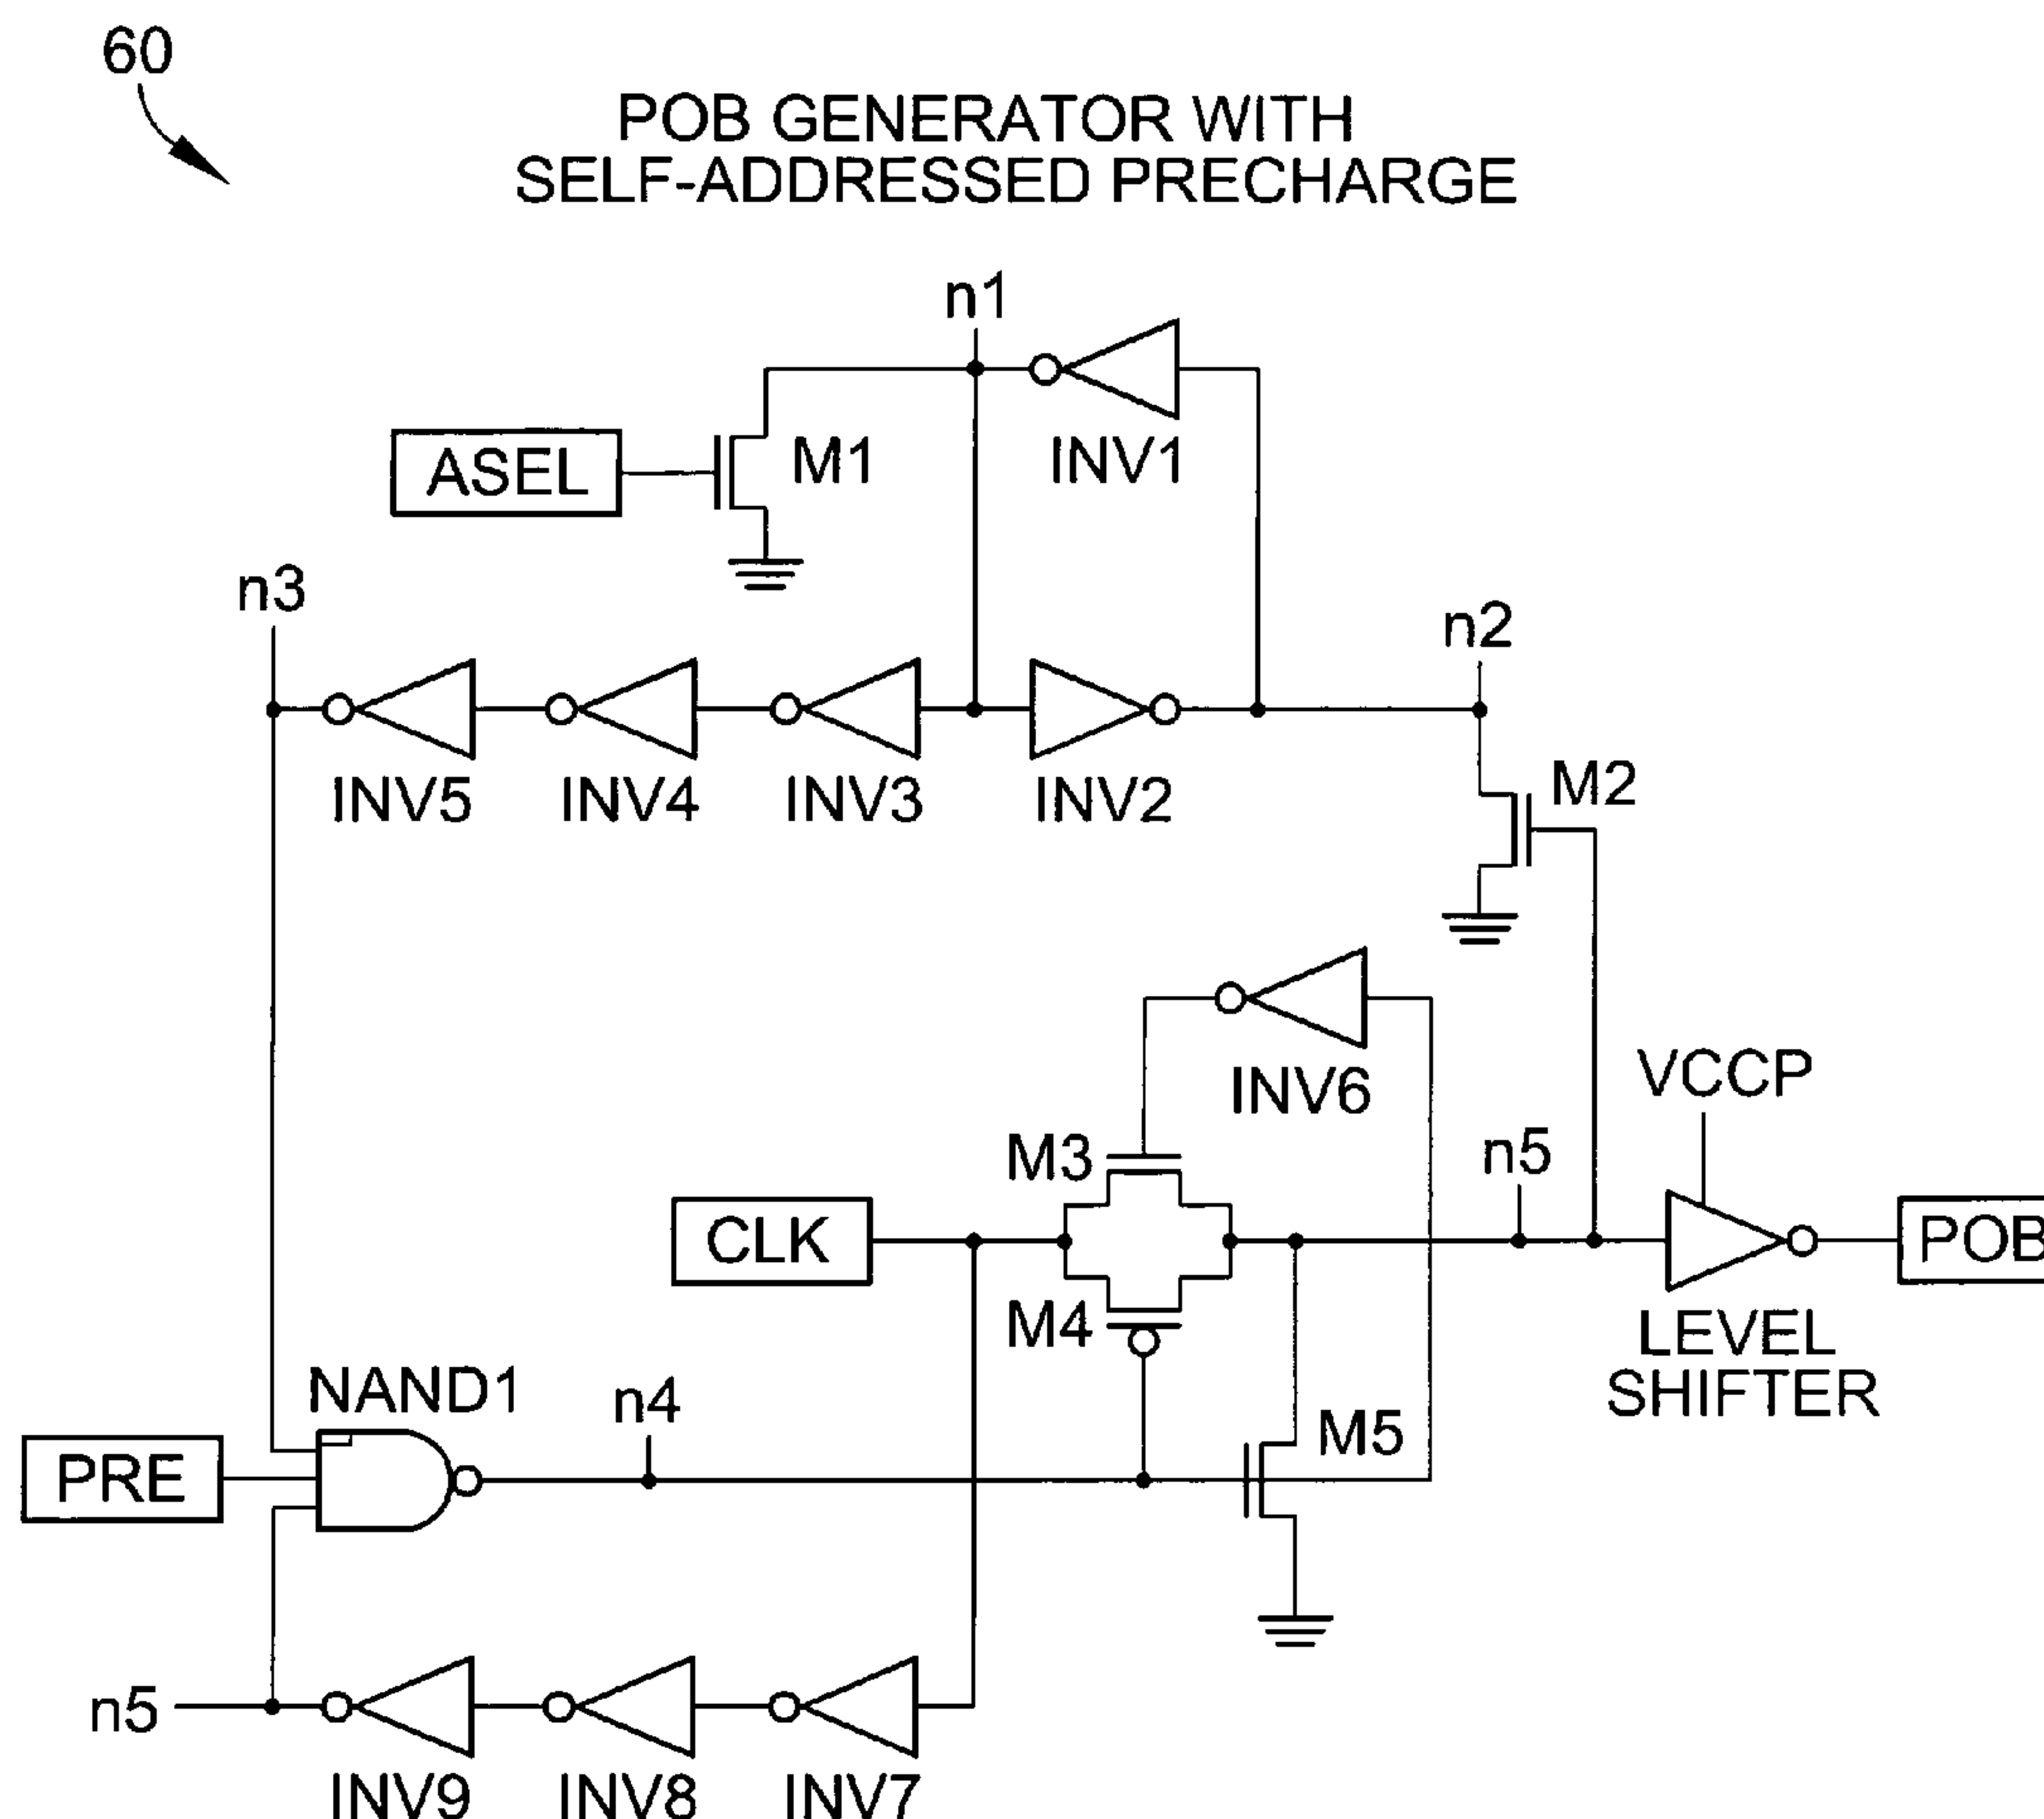 60
POB GENERATOR WITH
SELF-ADDRESSED PRECHARGE
n1
ASEL
M1
INV1
n3
n2
INV5
INV4
INV3
INV2
M2
INV6
VCCP
M3
n5
CLK
POB
M4
LEVEL
SHIFTER
NAND1
n4
M5
PRE
n5
INV9
INV8
INV7